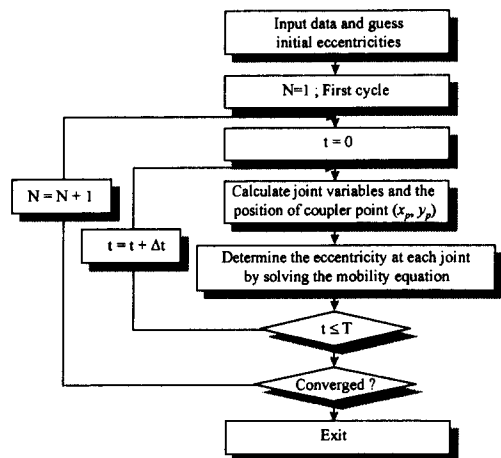 Input data and guess
initial eccentricities
N=1 ; First cycle
t = 0
N = N + 1
Calculate joint variables and the
position of coupler point (xp, yp)
t = t + Δt
Determine the eccentricity at each joint
by solving the mobility equation
t ≤ T
Converged ?
Exit